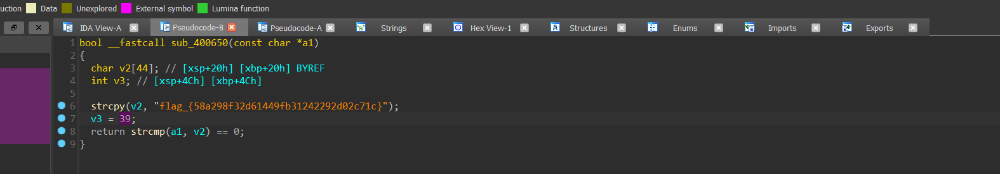 uction Data Unexplored External symbol Lumina function
IDA View-A Pseudocode-B Pseudocode-A Strings Hex View-1 Structures Enums Imports Exports
1 bool __fastcall sub_400650(const char *a1)
2 {
3 char v2[44]; // [xsp+20h] [xbp+20h] BYREF
4 int v3; // [xsp+4Ch] [xbp+4Ch]
5
6 strcpy(v2, "flag_{58a298f32d61449fb31242292d02c71c}");
7 v3 = 39;
8 return strcmp(a1, v2) == 0;
9 }